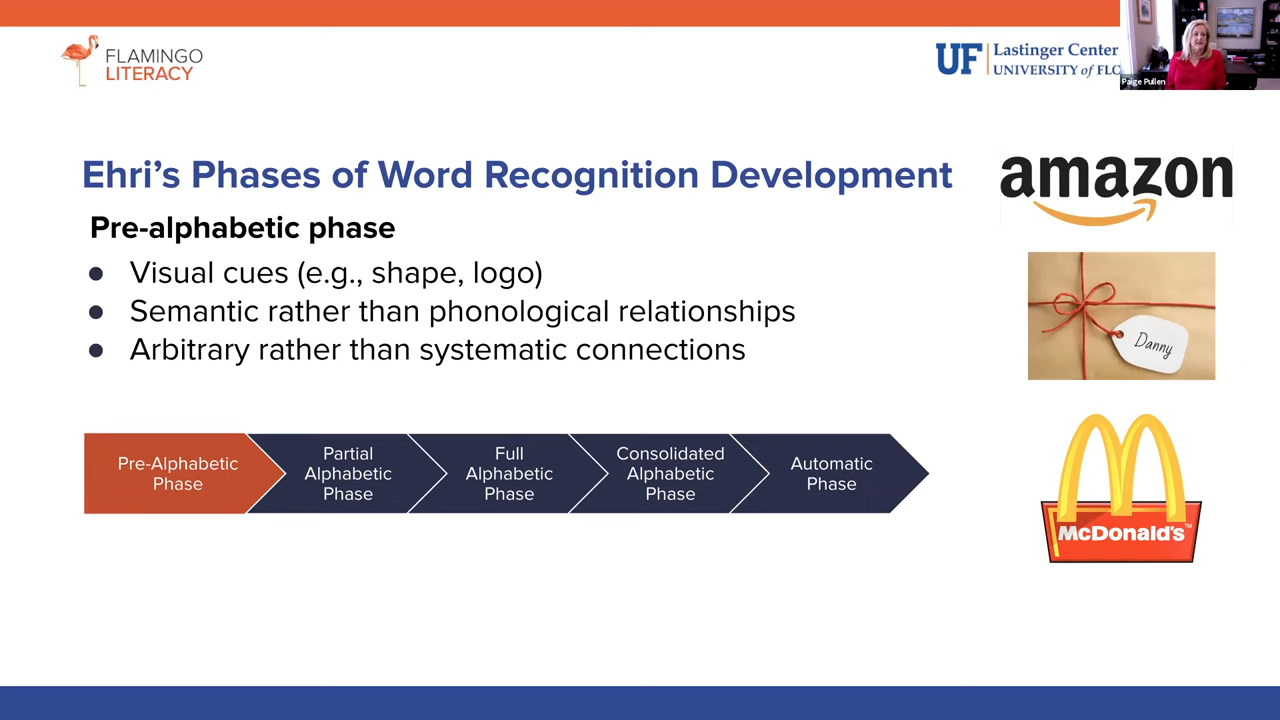 FLAMINGO
LITERACY
UF
Lastinger Center
UNIVERSITY of FLO
Paige Pullen
Ehri's Phases of Word Recognition Development
Pre-alphabetic phase
● Visual cues (e.g., shape, logo)
● Semantic rather than phonological relationships
● Arbitrary rather than systematic connections
amazon
Danny
McDonald's™
Pre-Alphabetic
Phase
Partial
Alphabetic
Phase
Full
Alphabetic
Phase
Consolidated
Alphabetic
Phase
Automatic
Phase